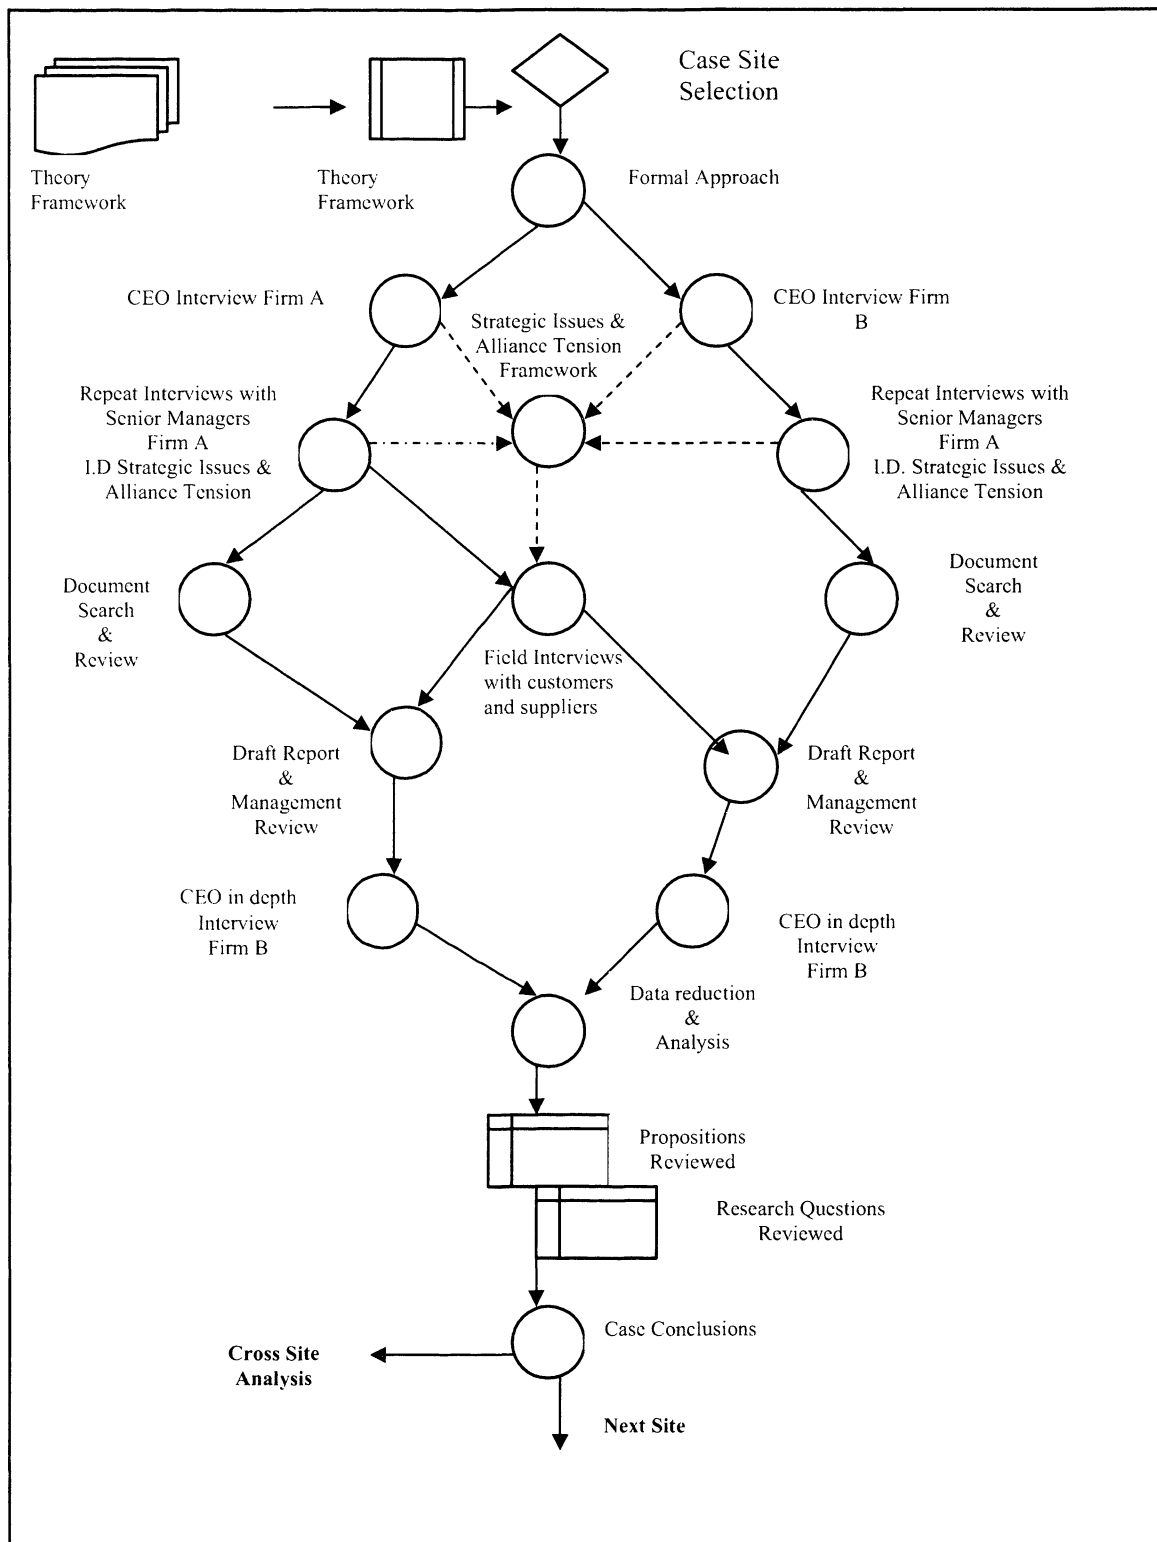 Case Site
Selection
Theory
Framework
Theory
Framework
Formal Approach
CEO Interview Firm A
CEO Interview Firm
B
Strategic Issues &
Alliance Tension
Framework
Repeat Interviews with
Senior Managers
Firm A
I.D Strategic Issues &
Alliance Tension
Repeat Interviews with
Senior Managers
Firm A
I.D. Strategic Issues &
Alliance Tension
Document
Search
&
Review
Document
Search
&
Review
Field Interviews
with customers
and suppliers
Draft Report
&
Management
Review
Draft Report
&
Management
Review
CEO in depth
Interview
Firm B
CEO in depth
Interview
Firm B
Data reduction
&
Analysis
Propositions
Reviewed
Research Questions
Reviewed
Case Conclusions
Cross Site
Analysis
Next Site